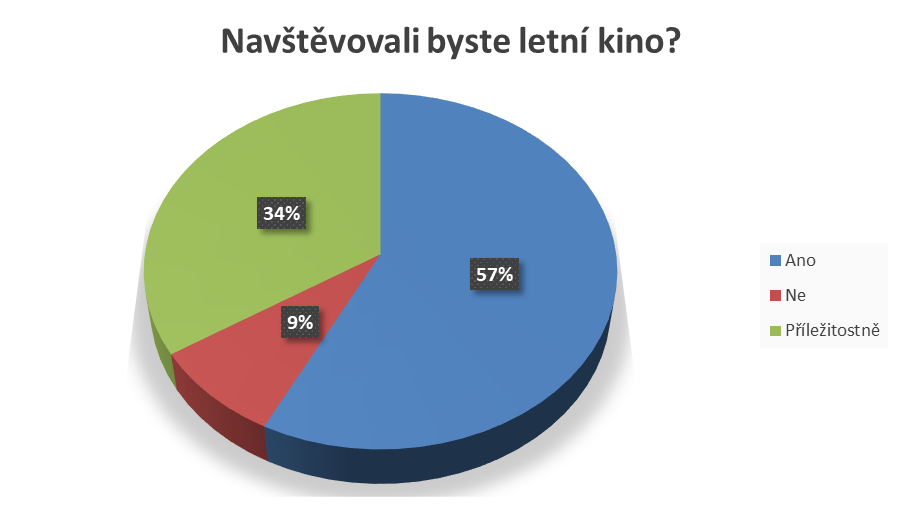 Navštěvovali byste letní kino?
34%
57%
9%
Ano
Ne
Příležitostně